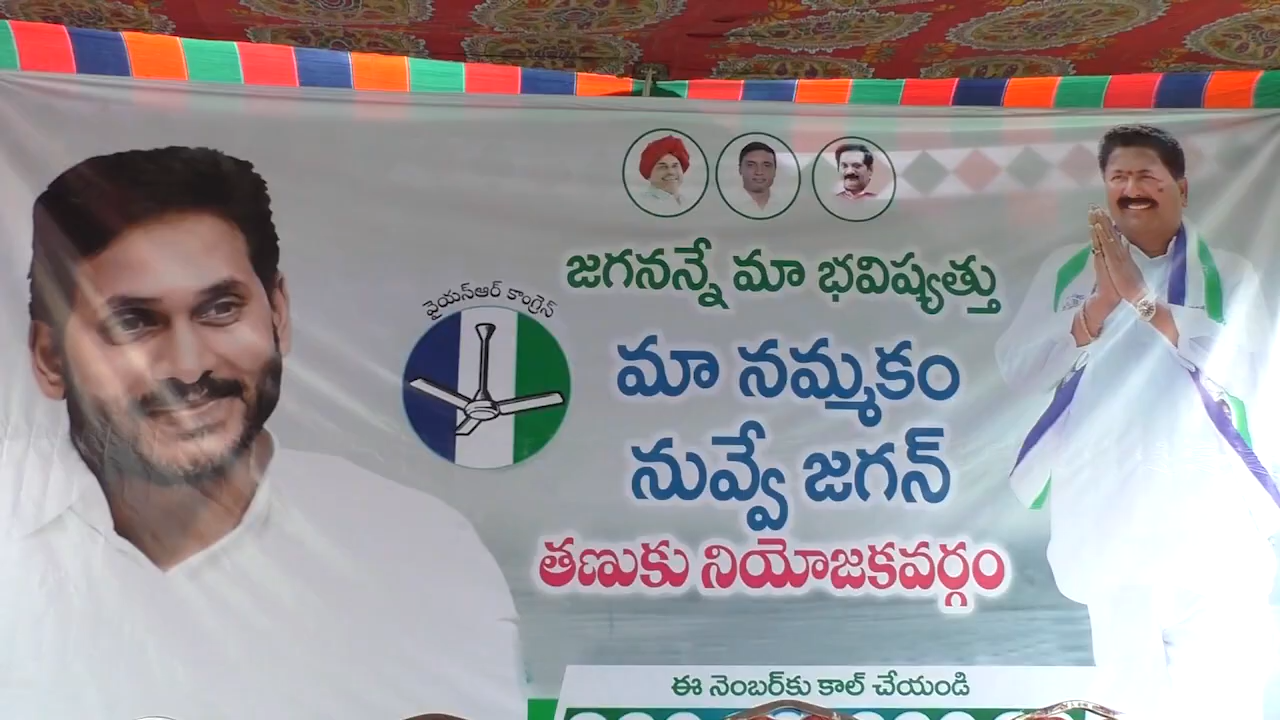 జగనన్నే మా భవిష్యత్తు
వైయస్ఆర్ కాంగ్రెస్
మా నమ్మకం
నువ్వే జగన్
తణుకు నియోజకవర్గం
ఈ నెంబర్‌కు కాల్ చేయండి